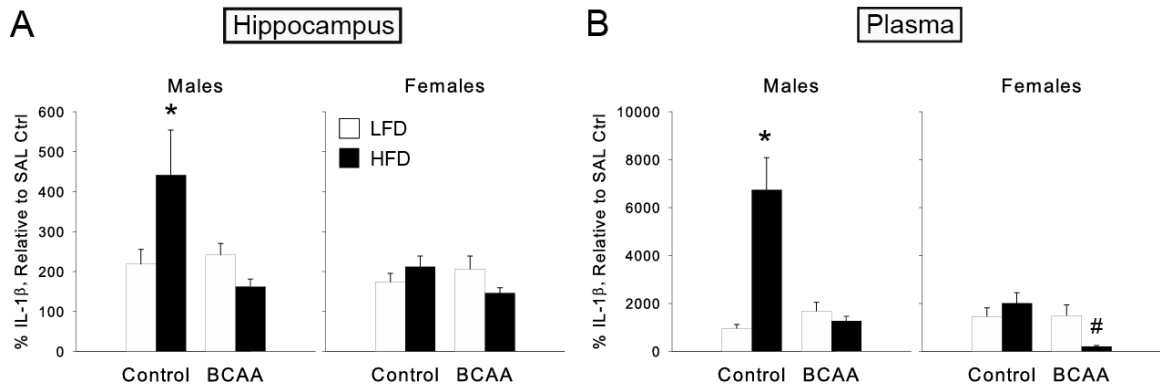 A
Hippocampus
Males
Females
% IL-1β, Relative to SAL Ctrl
600
500
400
300
200
100
0
*
LFD
HFD
Control BCAA
Control BCAA
B
Plasma
Males
Females
% IL-1β, Relative to SAL Ctrl
10000
8000
6000
4000
2000
0
*
#
Control BCAA
Control BCAA